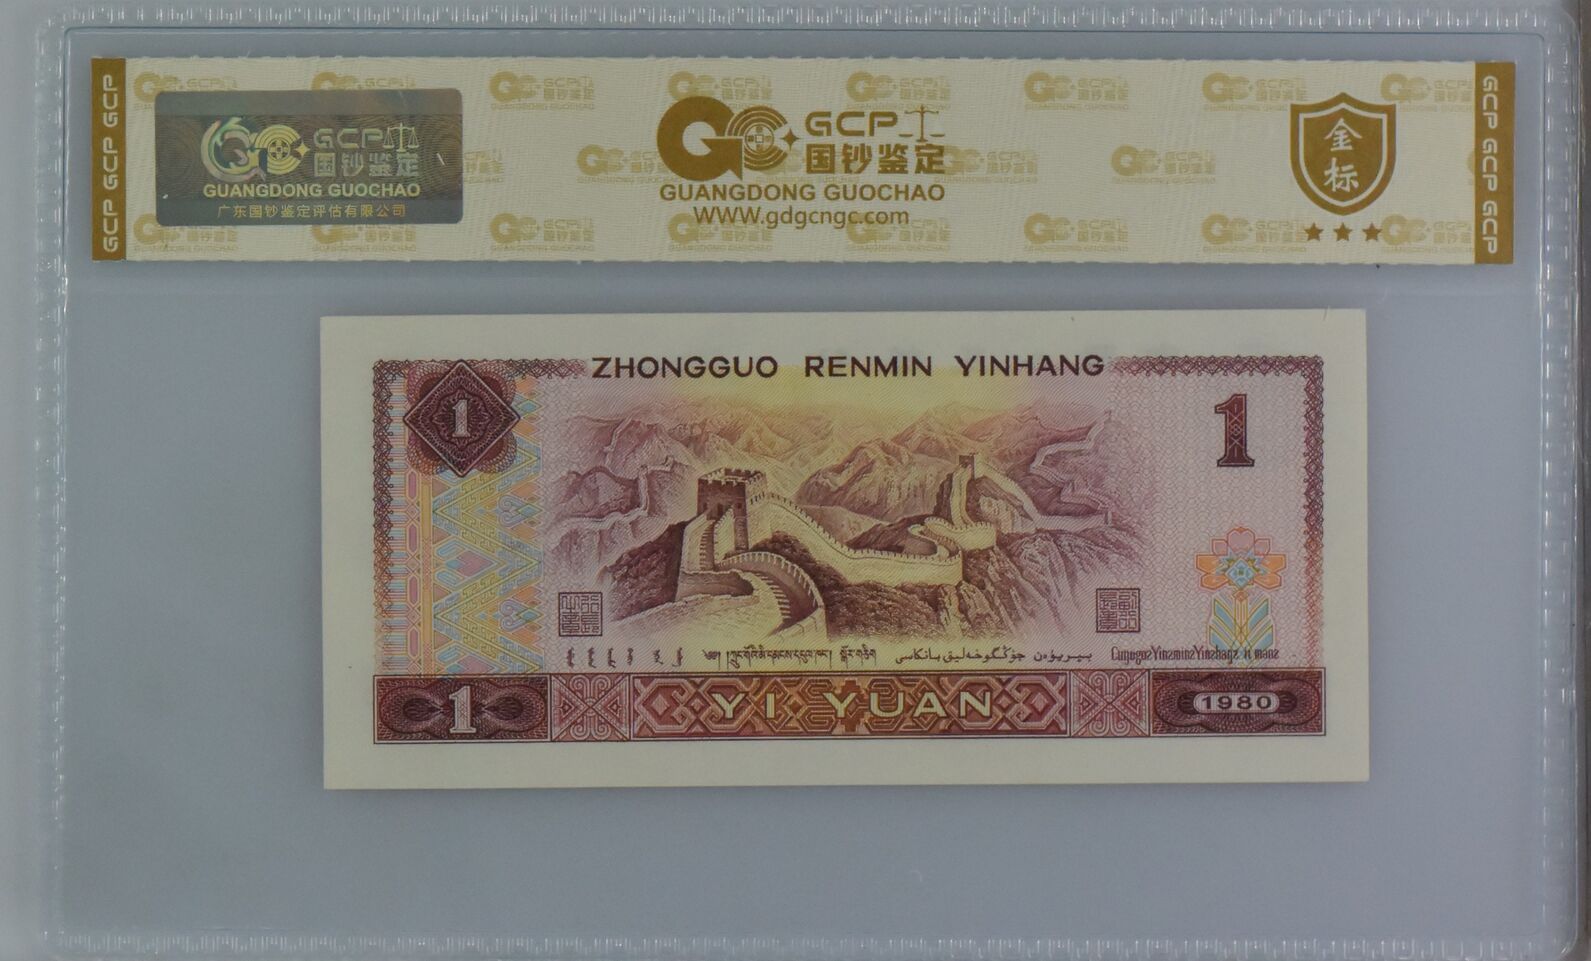 GCP GCP GCP
GCP
国钞鉴定
GUANGDONG GUOCHAO
广东国钞鉴定评估有限公司
GCP
国钞鉴定
GUANGDONG GUOCHAO
WWW.gdgcngc.com
金
标
GCP GCP GCP
ZHONGGUO RENMIN YINHANG
1
1
YI YUAN
1
1980